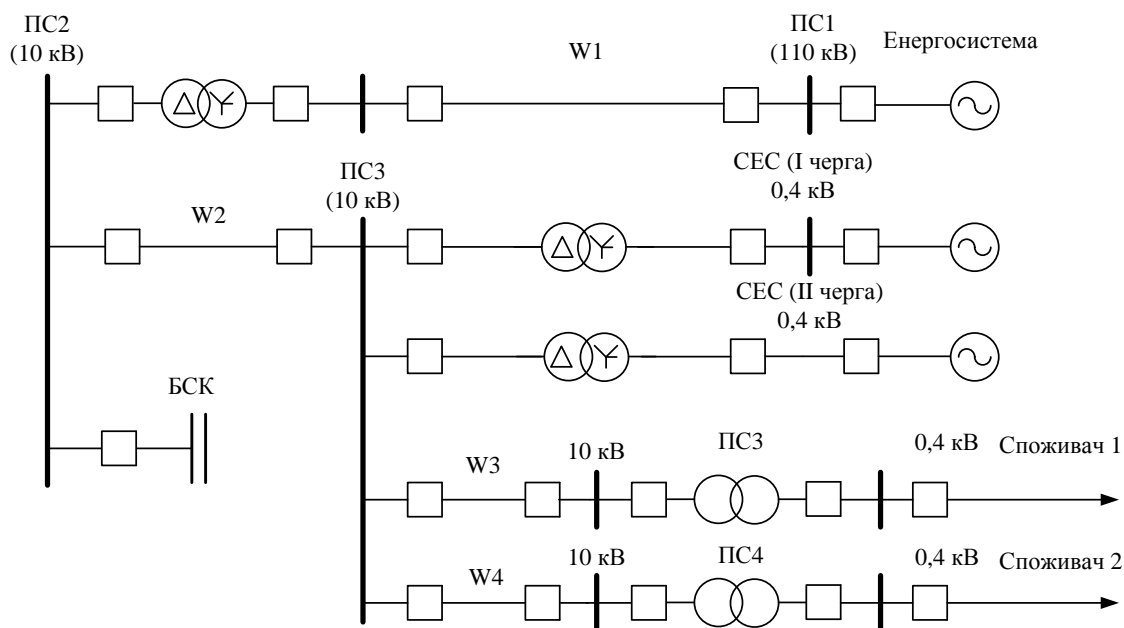 ПС2
(10 кВ)
W1
ПС1
(110 кВ)
Енергосистема
ПС3
(10 кВ)
СЕС (І черга)
0,4 кВ
W2
СЕС (ІІ черга)
0,4 кВ
БСК
W3
10 кВ
ПС3
0,4 кВ
Споживач 1
W4
10 кВ
ПС4
0,4 кВ
Споживач 2